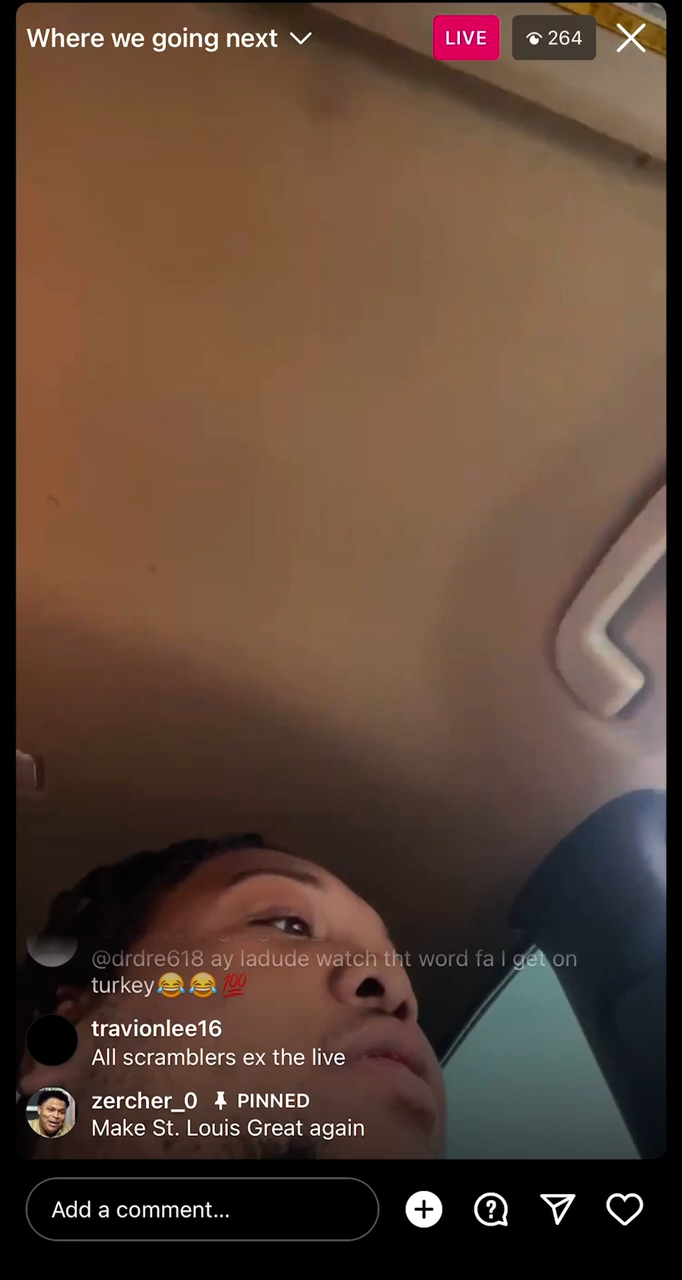 Where we going next
LIVE
264
@drdre618 ay ladude watch tht word fa I get on
turkey😂😂💯
travionlee16
All scramblers ex the live
zercher_0 PINNED
Make St. Louis Great again
Add a comment...